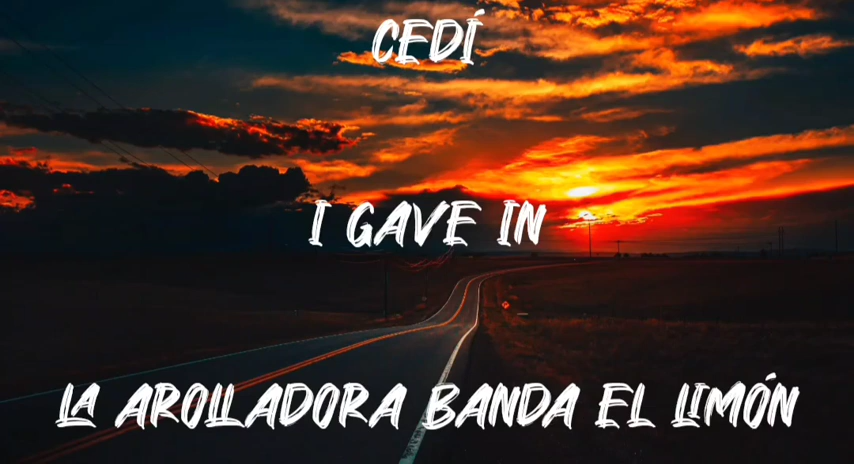 CEDÍ
I GAVE IN
LA AROLLADORA BANDA EL LIMÓN